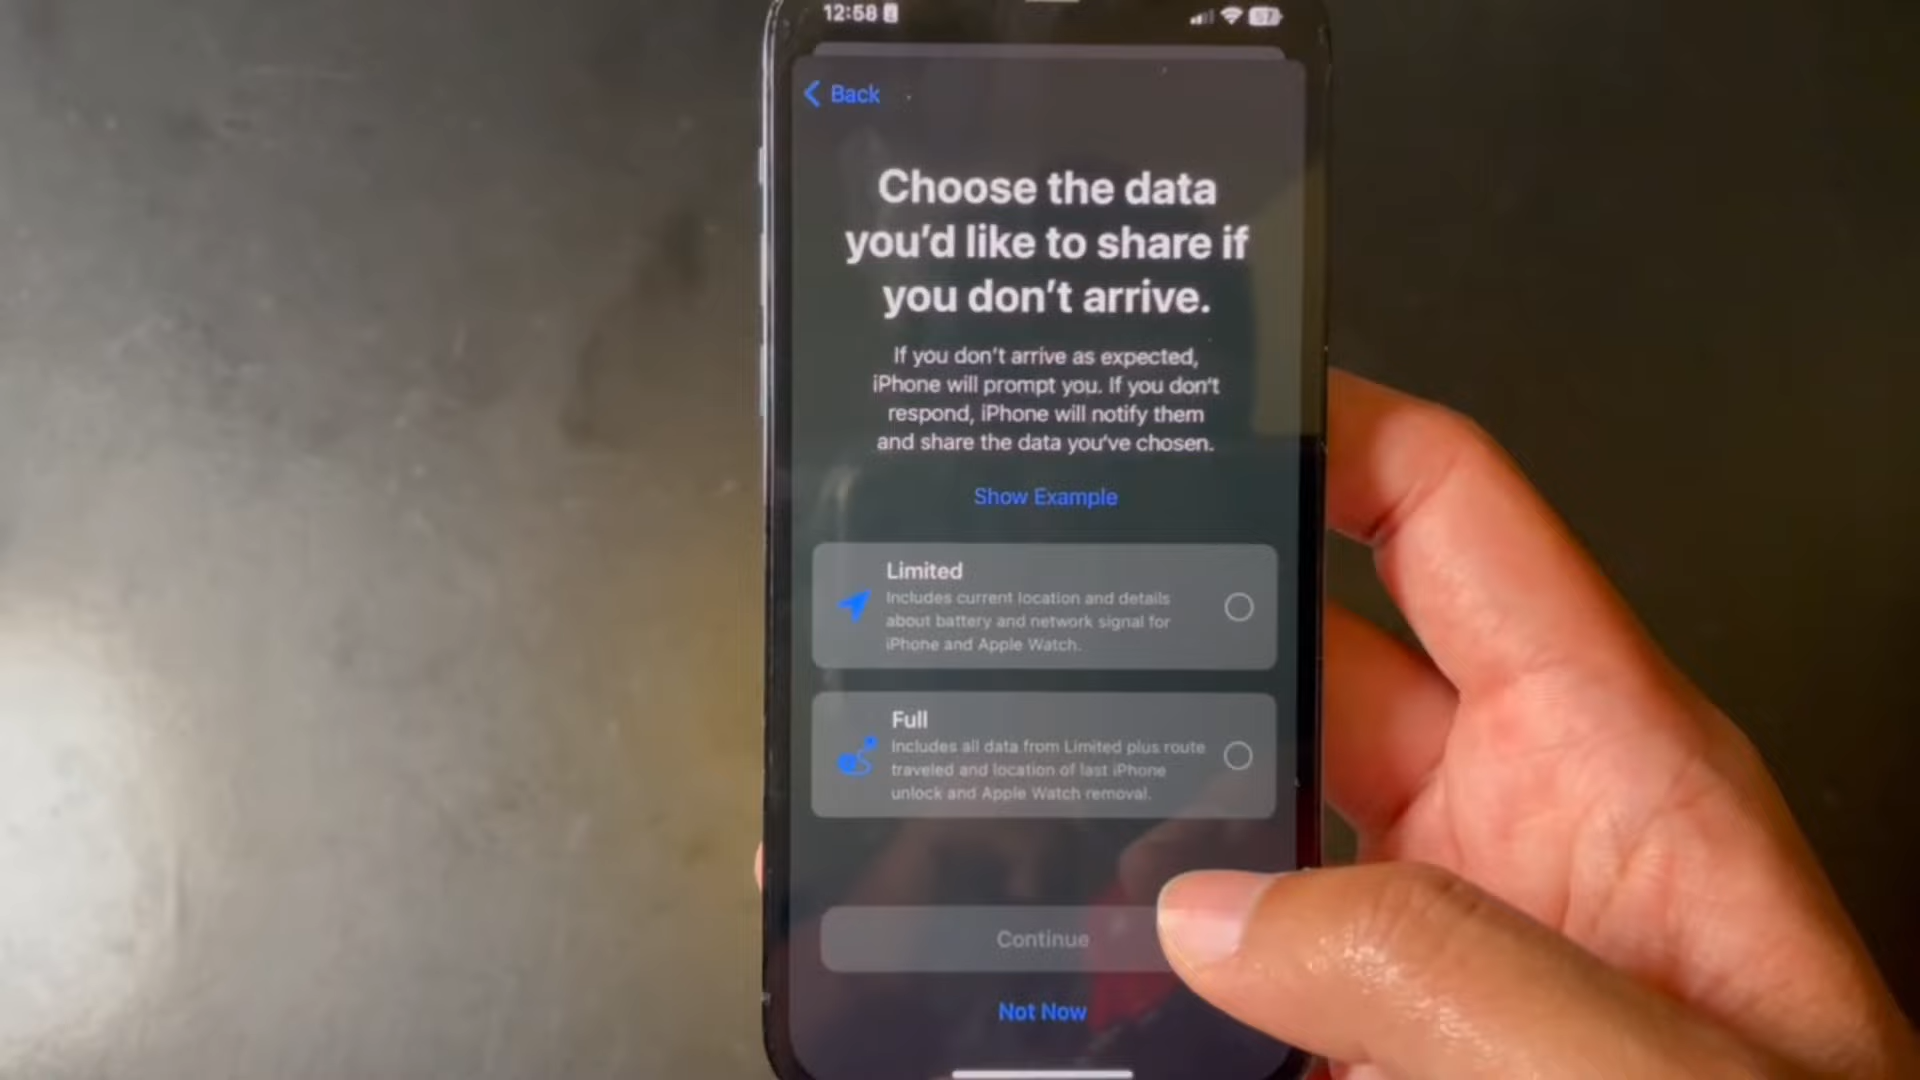 12:58
57
Back
Choose the data
you'd like to share if
you don't arrive.
If you don't arrive as expected,
iPhone will prompt you. If you don't
respond, iPhone will notify them
and share the data you've chosen.
Show Example
Limited
Includes current location and details
about battery and network signal for
iPhone and Apple Watch.
Full
Includes all data from Limited plus route
traveled and location of last iPhone
unlock and Apple Watch removal.
Continue
Not Now